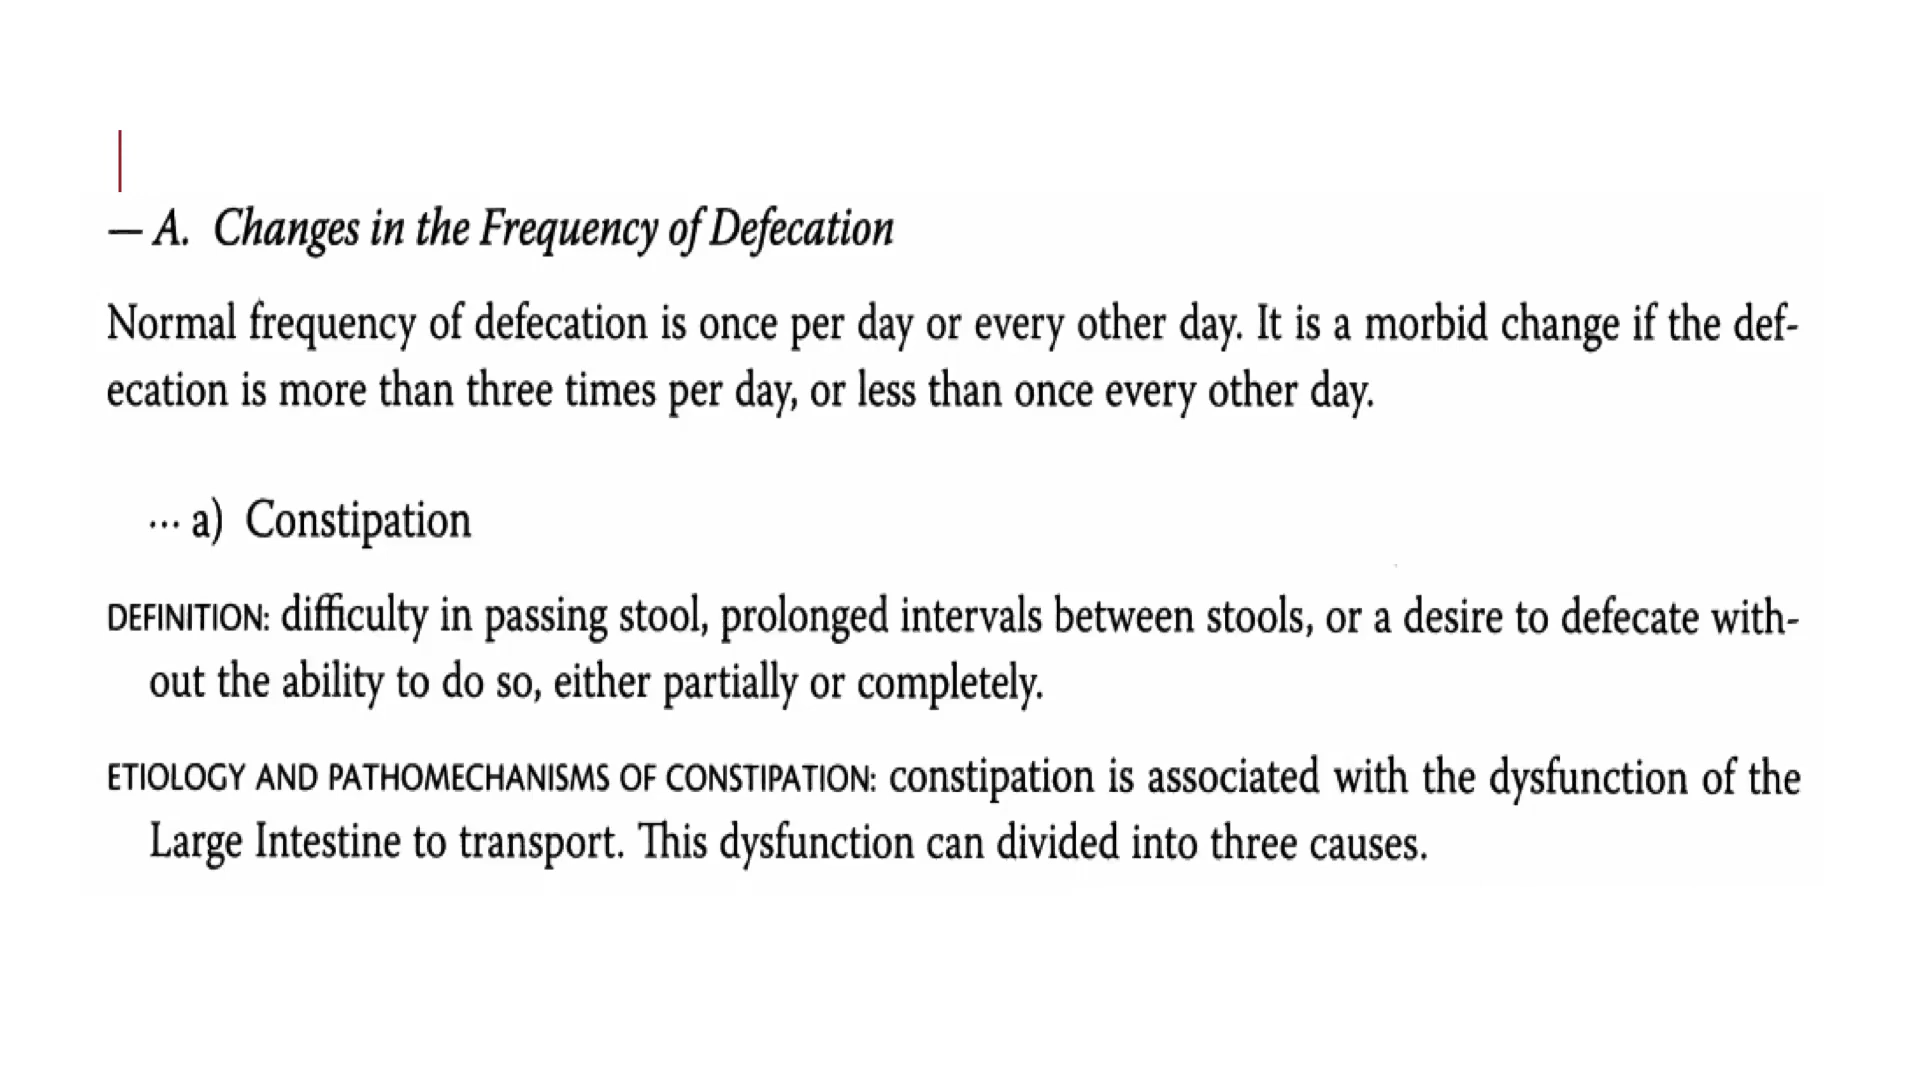 — A. Changes in the Frequency of Defecation
Normal frequency of defecation is once per day or every other day. It is a morbid change if the def-
ecation is more than three times per day, or less than once every other day.
··· a) Constipation
DEFINITION: difficulty in passing stool, prolonged intervals between stools, or a desire to defecate with-
out the ability to do so, either partially or completely.
ETIOLOGY AND PATHOMECHANISMS OF CONSTIPATION: constipation is associated with the dysfunction of the
Large Intestine to transport. This dysfunction can divided into three causes.